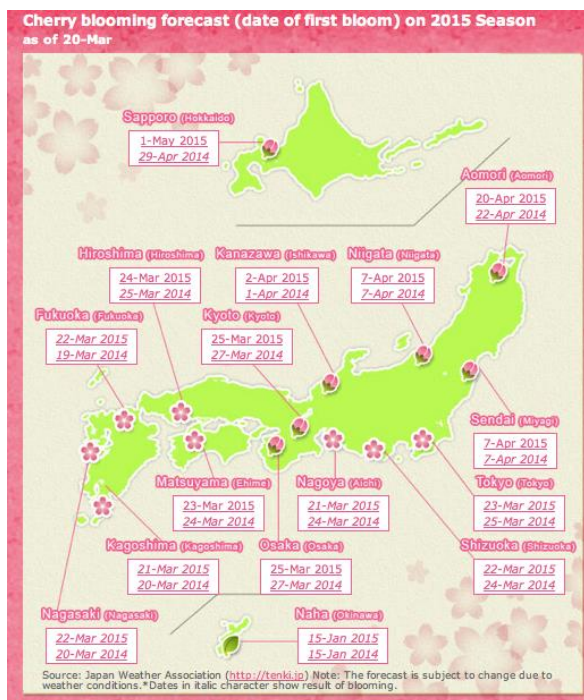 Cherry blooming forecast (date of first bloom) on 2015 Season
as of 20-Mar
Sapporo (Hokkaido)
1-May 2015
29-Apr 2014
Aomori (Aomori)
20-Apr 2015
22-Apr 2014
Hiroshima (Hiroshima)
24-Mar 2015
25-Mar 2014
Kanazawa (Ishikawa)
2-Apr 2015
1-Apr 2014
Niigata (Niigata)
7-Apr 2015
7-Apr 2014
Fukuoka (Fukuoka)
22-Mar 2015
19-Mar 2014
Kyoto (Kyoto)
25-Mar 2015
27-Mar 2014
Sendai (Miyagi)
7-Apr 2015
7-Apr 2014
Matsuyama (Ehime)
23-Mar 2015
24-Mar 2014
Nagoya (Aichi)
21-Mar 2015
24-Mar 2014
Tokyo (Tokyo)
23-Mar 2015
25-Mar 2014
Kagoshima (Kagoshima)
21-Mar 2015
20-Mar 2014
Osaka (Osaka)
25-Mar 2015
27-Mar 2014
Shizuoka (Shizuoka)
22-Mar 2015
24-Mar 2014
Nagasaki (Nagasaki)
22-Mar 2015
20-Mar 2014
Naha (Okinawa)
15-Jan 2015
15-Jan 2014
Source: Japan Weather Association (http://tenki.jp) Note: The forecast is subject to change due to
weather conditions.*Dates in italic character show result of blooming.